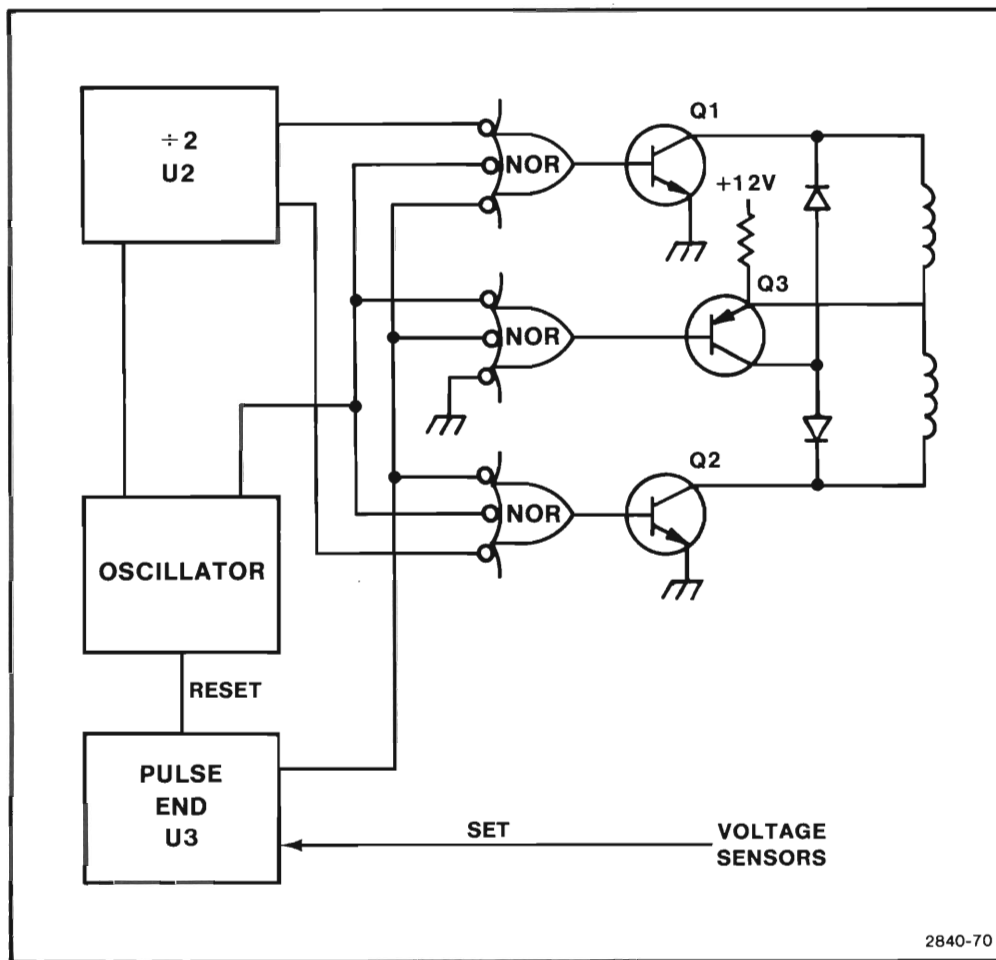 ÷2
U2
NOR
Q1
+12V
Q3
NOR
Q2
NOR
OSCILLATOR
RESET
PULSE
END
U3
SET
VOLTAGE
SENSORS
2840-70